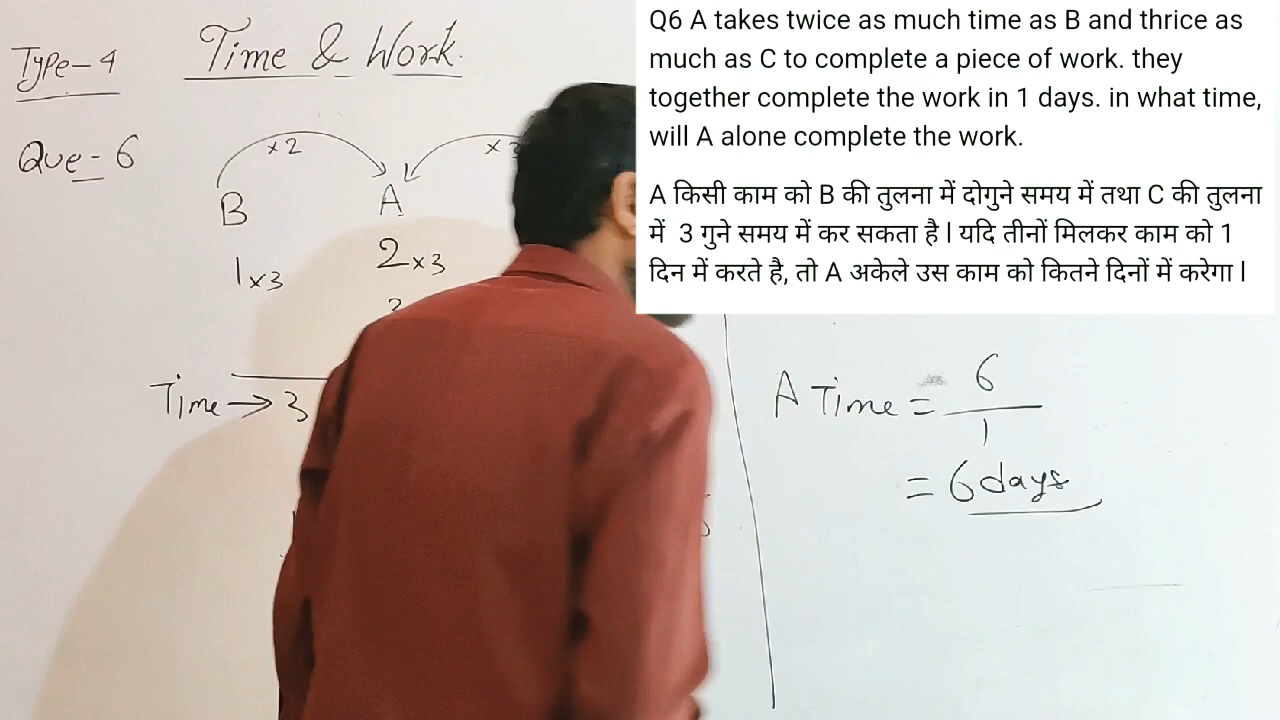 Type-4
Time & Work.
Que-6
×2
×
B
A
1×3
2×3
Time → 3
Q6 A takes twice as much time as B and thrice as
much as C to complete a piece of work. they
together complete the work in 1 days. in what time,
will A alone complete the work.
A किसी काम को B की तुलना में दोगुने समय में तथा C की तुलना
में 3 गुने समय में कर सकता है l यदि तीनों मिलकर काम को 1
दिन में करते है, तो A अकेले उस काम को कितने दिनों में करेगा l
A Time = 6
1
= 6 days